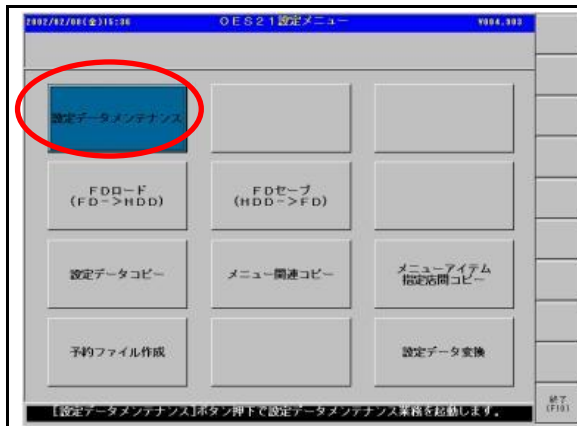 2002/02/08(金)15:36 OES21設定メニュー V004.003
設定データメンテナンス
FDロード FDセーブ
(FD->HDD) (HDD->FD)
設定データコピー メニュー関連コピー メニューアイテム
指定店間コピー
予約ファイル作成 設定データ変換
終了
(F10)
[設定データメンテナンス]ボタン押下で設定データメンテナンス業務を起動します。